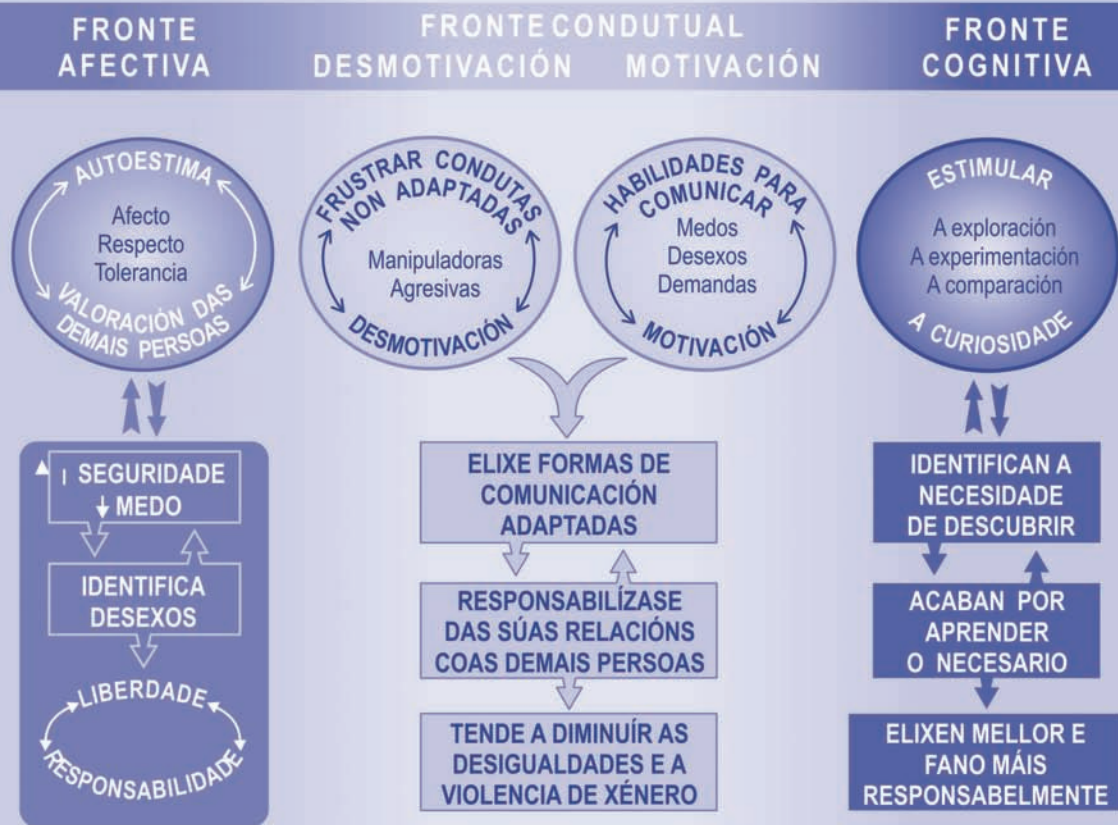 FRONTE
AFECTIVA
FRONTE CONDUTUAL
DESMOTIVACIÓN MOTIVACIÓN
FRONTE
COGNITIVA
AUTOESTIMA
Afecto
Respecto
Tolerancia
VALORACIÓN DAS
DEMAIS PERSOAS
SEGURIDADE
MEDO
IDENTIFICA
DESEXOS
LIBERDADE
RESPONSABILIDADE
FRUSTRAR CONDUTAS
NON ADAPTADAS
Manipuladoras
Agresivas
DESMOTIVACIÓN
HABILIDADES PARA
COMUNICAR
Medos
Desexos
Demandas
MOTIVACIÓN
ELIXE FORMAS DE
COMUNICACIÓN
ADAPTADAS
RESPONSABILÍZASE
DAS SÚAS RELACIÓNS
COAS DEMAIS PERSOAS
TENDE A DIMINUÍR AS
DESIGUALDADES E A
VIOLENCIA DE XÉNERO
ESTIMULAR
A exploración
A experimentación
A comparación
A CURIOSIDADE
IDENTIFICAN A
NECESIDADE
DE DESCUBRIR
ACABAN POR
APRENDER
O NECESARIO
ELIXEN MELLOR E
FANO MÁIS
RESPONSABELMENTE